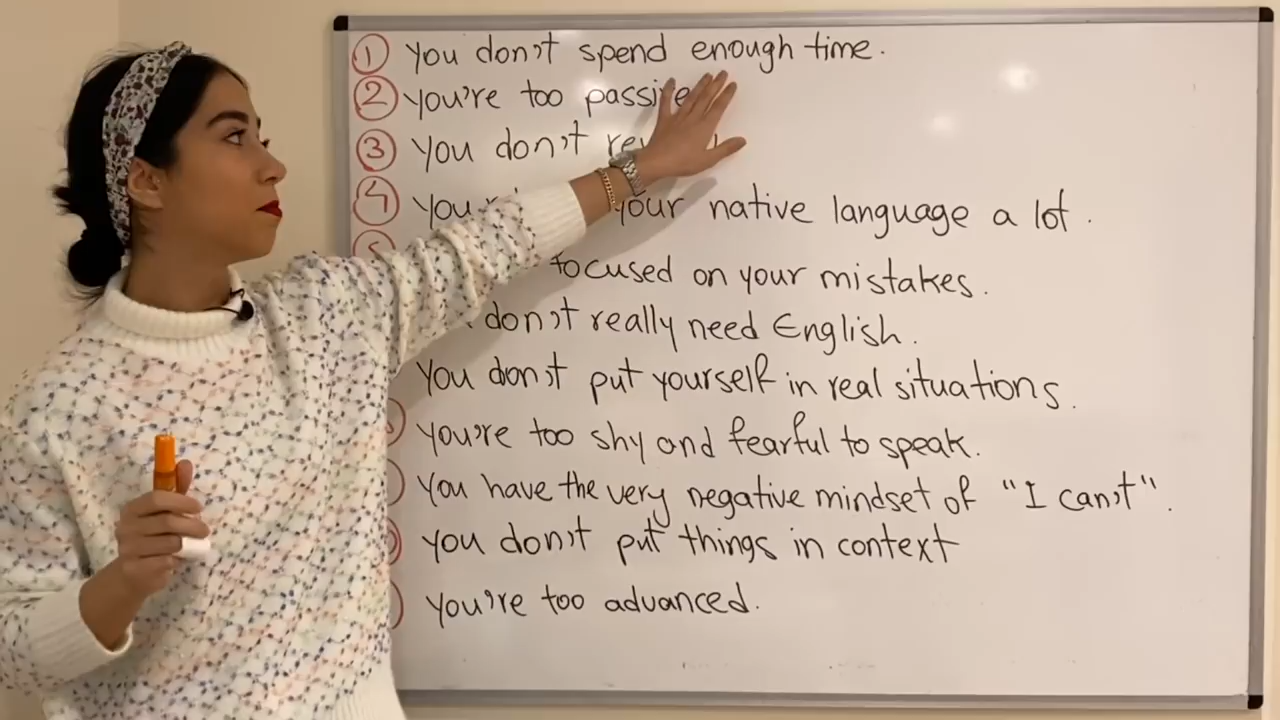 1 You don't spend enough time.
2 You're too passive
3 You don't
4 You your native language a lot.
5 focused on your mistakes.
don't really need English.
You don't put yourself in real situations.
You're too shy and fearful to speak.
You have the very negative mindset of "I can't".
you don't put things in context
you're too advanced.